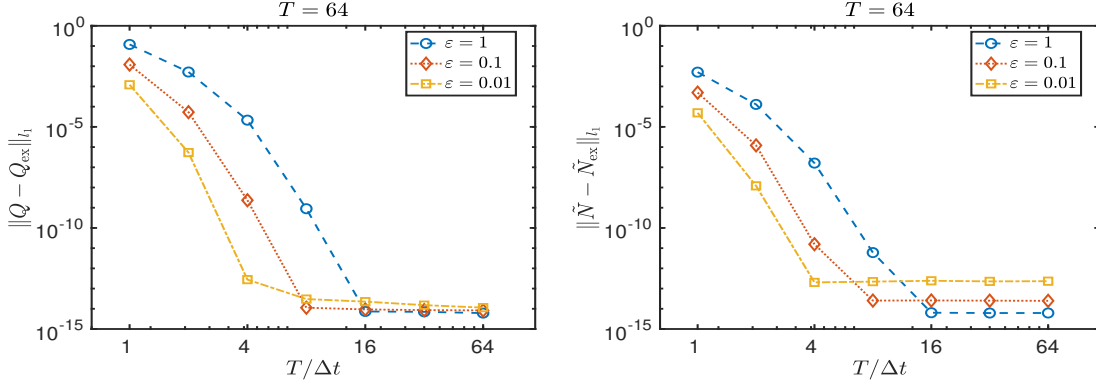 T = 64
10^0
10^-5
10^-10
10^-15
‖Q − Q_ex‖_{l_1}
ε = 1
ε = 0.1
ε = 0.01
1
4
16
64
T/Δt
T = 64
10^0
10^-5
10^-10
10^-15
‖Ñ − Ñ_ex‖_{l_1}
ε = 1
ε = 0.1
ε = 0.01
1
4
16
64
T/Δt